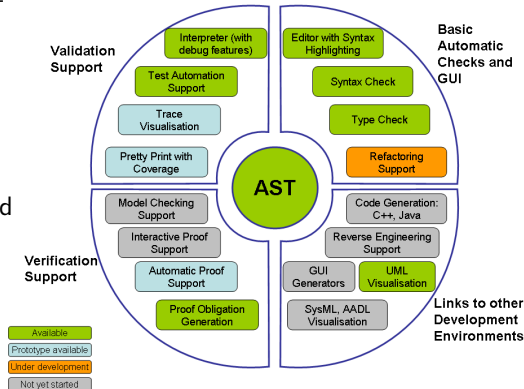 Validation
Support
Interpreter (with
debug features)
Test Automation
Support
Trace
Visualisation
Pretty Print with
Coverage
Editor with Syntax
Highlighting
Syntax Check
Type Check
Refactoring
Support
Basic
Automatic
Checks and
GUI
AST
d
Verification
Support
Model Checking
Support
Interactive Proof
Support
Automatic Proof
Support
Proof Obligation
Generation
Code Generation:
C++, Java
Reverse Engineering
Support
GUI
Generators
UML
Visualisation
SysML, AADL
Visualisation
Links to other
Development
Environments
Available
Prototype available
Under development
Not yet started